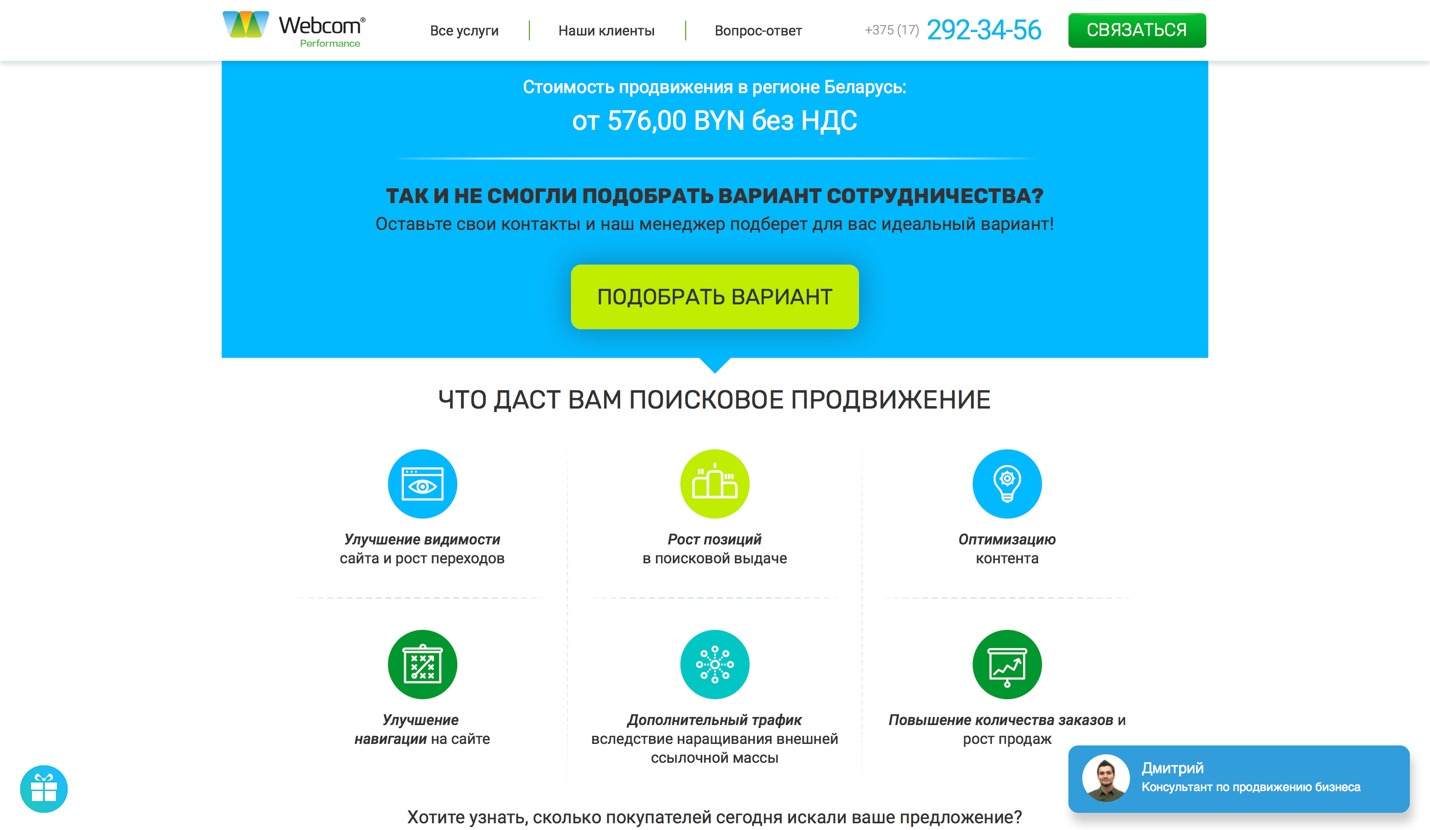 Webcom®
Performance
Все услуги
Наши клиенты
Вопрос-ответ
+375 (17) 292-34-56
СВЯЗАТЬСЯ
Стоимость продвижения в регионе Беларусь:
от 576,00 BYN без НДС
ТАК И НЕ СМОГЛИ ПОДОБРАТЬ ВАРИАНТ СОТРУДНИЧЕСТВА?
Оставьте свои контакты и наш менеджер подберет для вас идеальный вариант!
ПОДОБРАТЬ ВАРИАНТ
ЧТО ДАСТ ВАМ ПОИСКОВОЕ ПРОДВИЖЕНИЕ
Улучшение видимости
сайта и рост переходов
Рост позиций
в поисковой выдаче
Оптимизацию
контента
Улучшение
навигации на сайте
Дополнительный трафик
вследствие наращивания внешней
ссылочной массы
Повышение количества заказов и
рост продаж
Дмитрий
Консультант по продвижению бизнеса
Хотите узнать, сколько покупателей сегодня искали ваше предложение?